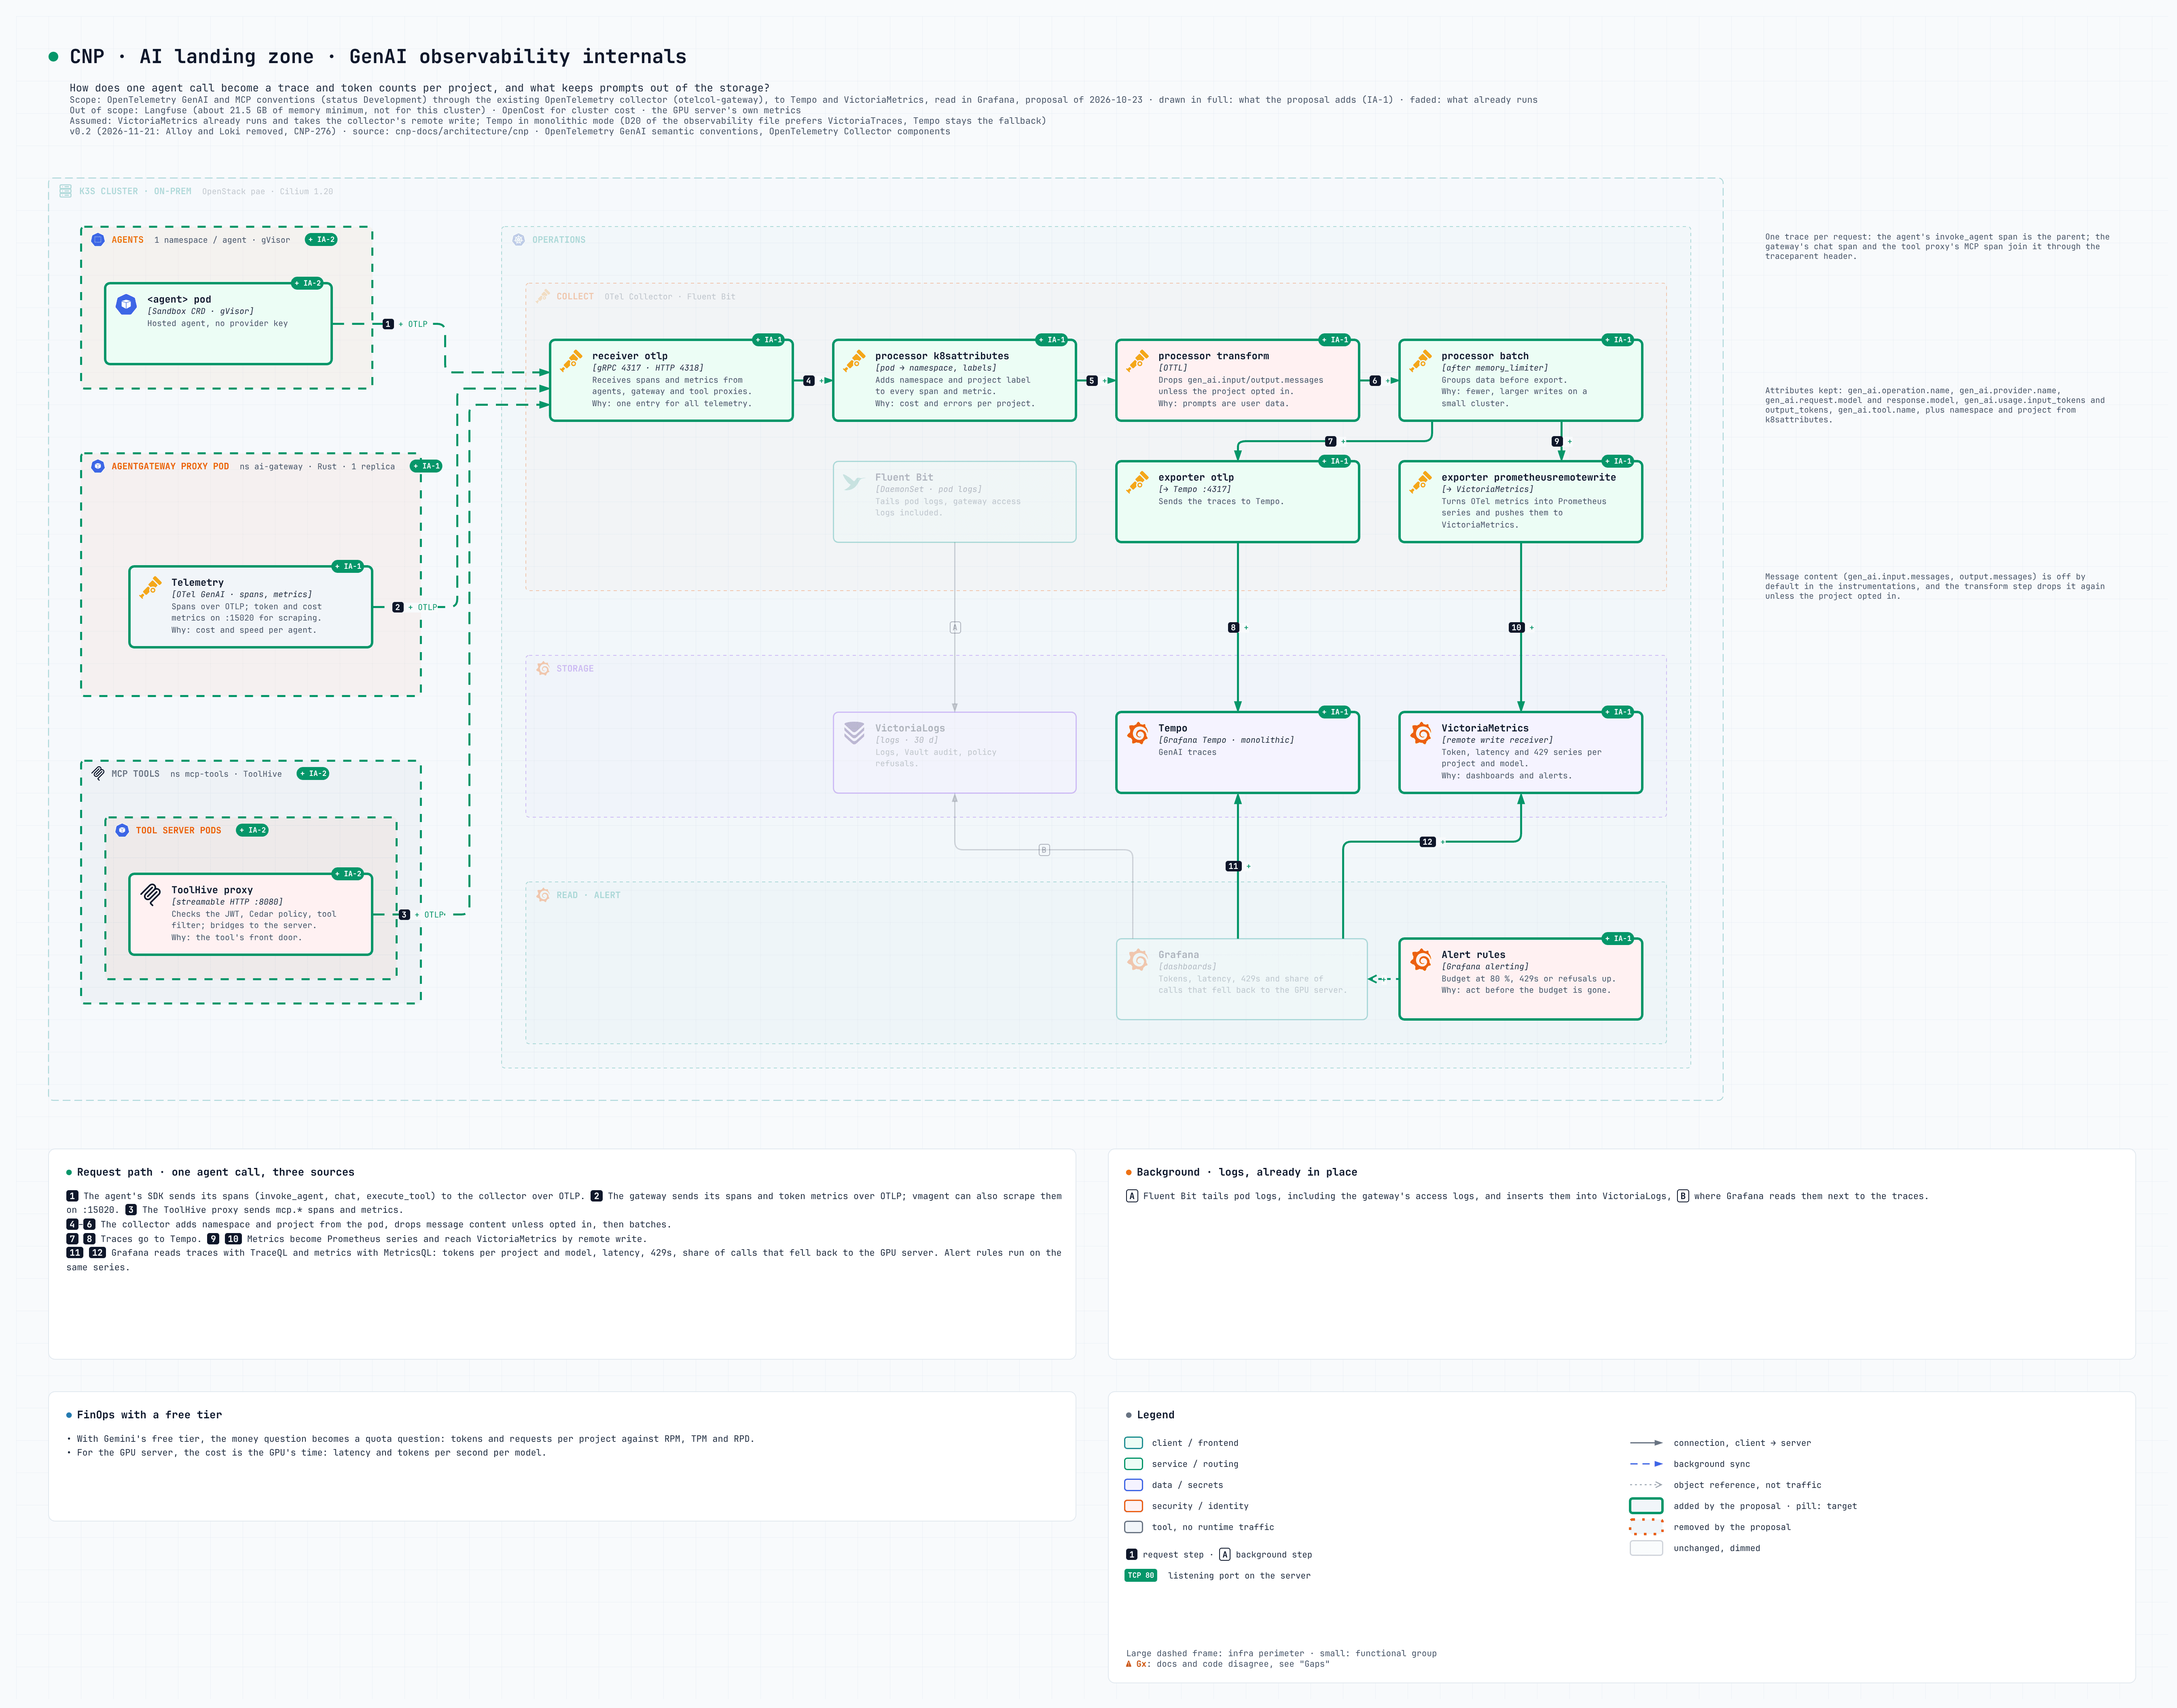 CNP · AI landing zone · GenAI observability internals
How does one agent call become a trace and token counts per project, and what keeps prompts out of the storage?
Scope: OpenTelemetry GenAI and MCP conventions (status Development) through the existing OpenTelemetry collector (otelcol-gateway), to Tempo and VictoriaMetrics, read in Grafana, proposal of 2026-10-23 · drawn in full: what the proposal adds (IA-1) · faded: what already runs
Out of scope: Langfuse (about 21.5 GB of memory minimum, not for this cluster) · OpenCost for cluster cost · the GPU server's own metrics
Assumed: VictoriaMetrics already runs and takes the collector's remote write; Tempo in monolithic mode (D20 of the observability file prefers VictoriaTraces, Tempo stays the fallback)
v0.2 (2026-11-21: Alloy and Loki removed, CNP-276) · source: cnp-docs/architecture/cnp · OpenTelemetry GenAI semantic conventions, OpenTelemetry Collector components
K3S CLUSTER · ON-PREM OpenStack pae · Cilium 1.20
AGENTS 1 namespace / agent · gVisor + IA-2
+ IA-2
<agent> pod
[Sandbox CRD · gVisor]
Hosted agent, no provider key
1 + OTLP
AGENTGATEWAY PROXY POD ns ai-gateway · Rust · 1 replica + IA-1
+ IA-1
Telemetry
[OTel GenAI · spans, metrics]
Spans over OTLP; token and cost
metrics on :15020 for scraping.
Why: cost and speed per agent.
2 + OTLP
MCP TOOLS ns mcp-tools · ToolHive + IA-2
TOOL SERVER PODS + IA-2
+ IA-2
ToolHive proxy
[streamable HTTP :8080]
Checks the JWT, Cedar policy, tool
filter; bridges to the server.
Why: the tool's front door.
3 + OTLP
OPERATIONS
COLLECT OTel Collector · Fluent Bit
+ IA-1
receiver otlp
[gRPC 4317 · HTTP 4318]
Receives spans and metrics from
agents, gateway and tool proxies.
Why: one entry for all telemetry.
4 +
+ IA-1
processor k8sattributes
[pod → namespace, labels]
Adds namespace and project label
to every span and metric.
Why: cost and errors per project.
5 +
+ IA-1
processor transform
[OTTL]
Drops gen_ai.input/output.messages
unless the project opted in.
Why: prompts are user data.
6 +
+ IA-1
processor batch
[after memory_limiter]
Groups data before export.
Why: fewer, larger writes on a
small cluster.
7 +
9 +
Fluent Bit
[DaemonSet · pod logs]
Tails pod logs, gateway access
logs included.
+ IA-1
exporter otlp
[→ Tempo :4317]
Sends the traces to Tempo.
+ IA-1
exporter prometheusremotewrite
[→ VictoriaMetrics]
Turns OTel metrics into Prometheus
series and pushes them to
VictoriaMetrics.
A
8 +
10 +
STORAGE
VictoriaLogs
[logs · 30 d]
Logs, Vault audit, policy
refusals.
+ IA-1
Tempo
[Grafana Tempo · monolithic]
GenAI traces
+ IA-1
VictoriaMetrics
[remote write receiver]
Token, latency and 429 series per
project and model.
Why: dashboards and alerts.
B
11 +
12 +
READ · ALERT
Grafana
[dashboards]
Tokens, latency, 429s and share of
calls that fell back to the GPU server.
+
+ IA-1
Alert rules
[Grafana alerting]
Budget at 80 %, 429s or refusals up.
Why: act before the budget is gone.
One trace per request: the agent's invoke_agent span is the parent; the
gateway's chat span and the tool proxy's MCP span join it through the
traceparent header.
Attributes kept: gen_ai.operation.name, gen_ai.provider.name,
gen_ai.request.model and response.model, gen_ai.usage.input_tokens and
output_tokens, gen_ai.tool.name, plus namespace and project from
k8sattributes.
Message content (gen_ai.input.messages, output.messages) is off by
default in the instrumentations, and the transform step drops it again
unless the project opted in.
Request path · one agent call, three sources
1 The agent's SDK sends its spans (invoke_agent, chat, execute_tool) to the collector over OTLP. 2 The gateway sends its spans and token metrics over OTLP; vmagent can also scrape them
on :15020. 3 The ToolHive proxy sends mcp.* spans and metrics.
4-6 The collector adds namespace and project from the pod, drops message content unless opted in, then batches.
7 8 Traces go to Tempo. 9 10 Metrics become Prometheus series and reach VictoriaMetrics by remote write.
11 12 Grafana reads traces with TraceQL and metrics with MetricsQL: tokens per project and model, latency, 429s, share of calls that fell back to the GPU server. Alert rules run on the
same series.
Background · logs, already in place
A Fluent Bit tails pod logs, including the gateway's access logs, and inserts them into VictoriaLogs, B where Grafana reads them next to the traces.
FinOps with a free tier
• With Gemini's free tier, the money question becomes a quota question: tokens and requests per project against RPM, TPM and RPD.
• For the GPU server, the cost is the GPU's time: latency and tokens per second per model.
Legend
client / frontend
service / routing
data / secrets
security / identity
tool, no runtime traffic
1 request step · A background step
TCP 80 listening port on the server
connection, client → server
background sync
object reference, not traffic
added by the proposal · pill: target
removed by the proposal
unchanged, dimmed
Large dashed frame: infra perimeter · small: functional group
Gx: docs and code disagree, see "Gaps"